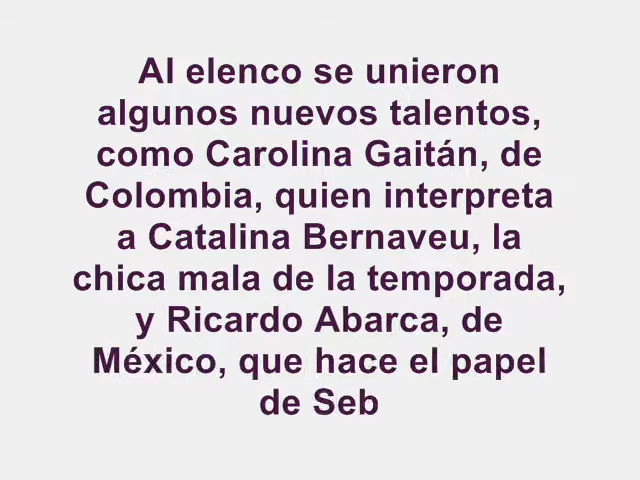 Al elenco se unieron
algunos nuevos talentos,
como Carolina Gaitán, de
Colombia, quien interpreta
a Catalina Bernaveu, la
chica mala de la temporada,
y Ricardo Abarca, de
México, que hace el papel
de Seb